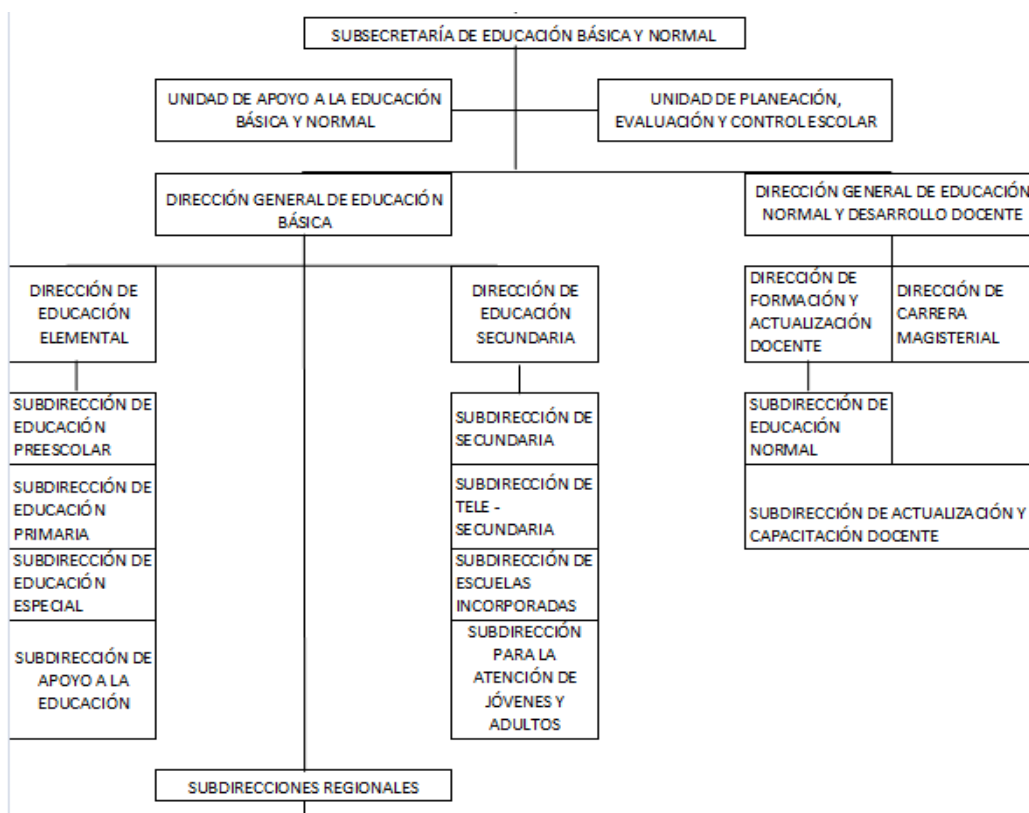 SUBSECRETARÍA DE EDUCACIÓN BÁSICA Y NORMAL
UNIDAD DE APOYO A LA EDUCACIÓN
BÁSICA Y NORMAL
UNIDAD DE PLANEACIÓN,
EVALUACIÓN Y CONTROL ESCOLAR
DIRECCIÓN GENERAL DE EDUCACIÓN
BÁSICA
DIRECCIÓN GENERAL DE EDUCACIÓN
NORMAL Y DESARROLLO DOCENTE
DIRECCIÓN DE
EDUCACIÓN
ELEMENTAL
DIRECCIÓN DE
EDUCACIÓN
SECUNDARIA
DIRECCIÓN DE
FORMACIÓN Y
ACTUALIZACIÓN
DOCENTE
DIRECCIÓN DE
CARRERA
MAGISTERIAL
SUBDIRECCIÓN DE
EDUCACIÓN
PREESCOLAR
SUBDIRECCIÓN DE
EDUCACIÓN
PRIMARIA
SUBDIRECCIÓN DE
EDUCACIÓN
ESPECIAL
SUBDIRECCIÓN DE
APOYO A LA
EDUCACIÓN
SUBDIRECCIÓN DE
SECUNDARIA
SUBDIRECCIÓN DE
TELE -
SECUNDARIA
SUBDIRECCIÓN DE
ESCUELAS
INCORPORADAS
SUBDIRECCIÓN
PARA LA
ATENCIÓN DE
JÓVENES Y
ADULTOS
SUBDIRECCIÓN DE
EDUCACIÓN
NORMAL
SUBDIRECCIÓN DE ACTUALIZACIÓN Y
CAPACITACIÓN DOCENTE
SUBDIRECCIONES REGIONALES